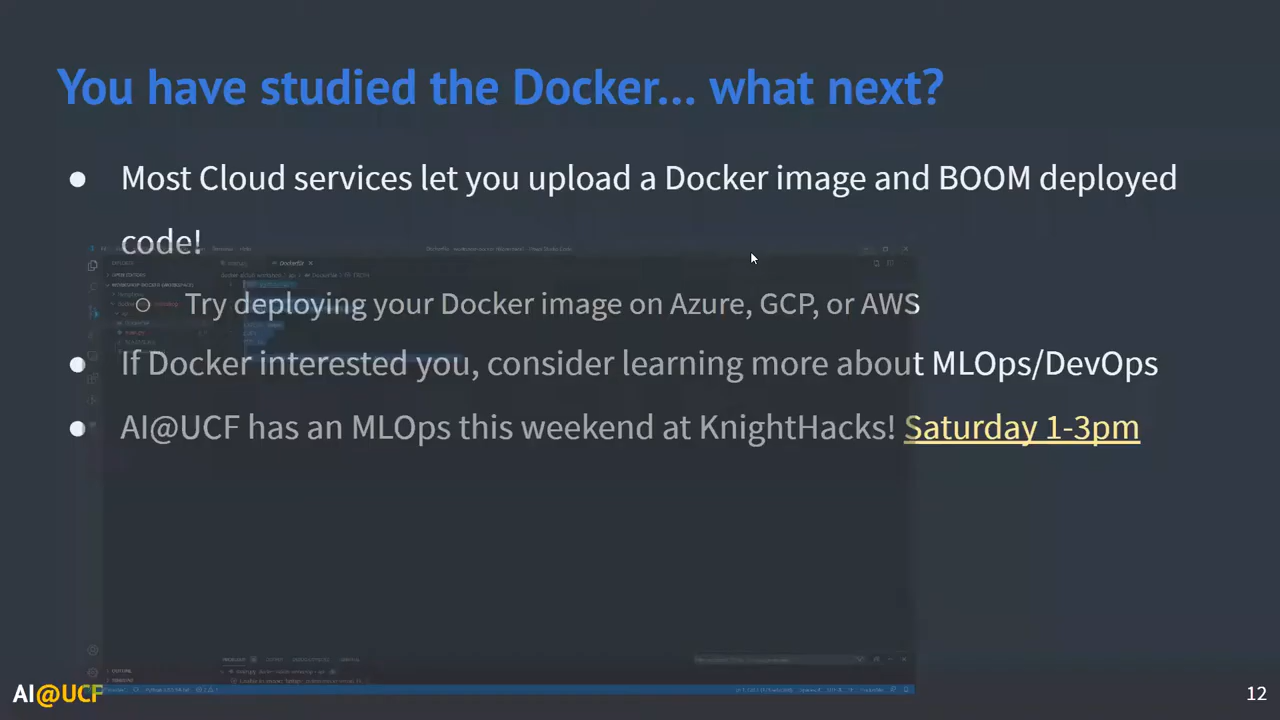 You have studied the Docker... what next?
● Most Cloud services let you upload a Docker image and BOOM deployed
code!
○ Try deploying your Docker image on Azure, GCP, or AWS
● If Docker interested you, consider learning more about MLOps/DevOps
● AI@UCF has an MLOps this weekend at KnightHacks! Saturday 1-3pm
AI@UCF
12